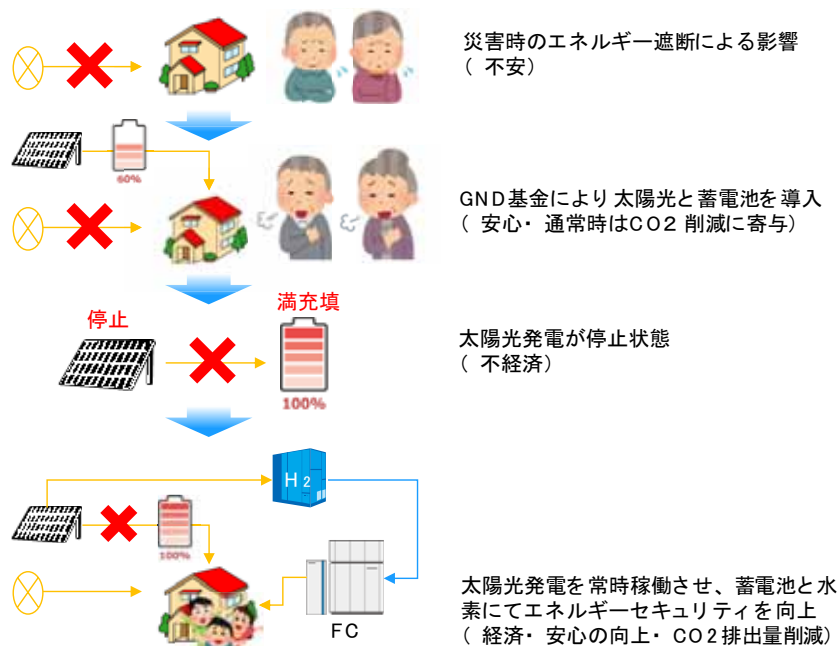 災害時のエネルギー遮断による影響
( 不安)
60%
GND基金により太陽光と蓄電池を導入
( 安心・ 通常時はCO2 削減に寄与)
停止
満充填
100%
太陽光発電が停止状態
( 不経済)
H2
100%
FC
太陽光発電を常時稼働させ、蓄電池と水
素にてエネルギーセキュリティを向上
( 経済・ 安心の向上・ CO2排出量削減)